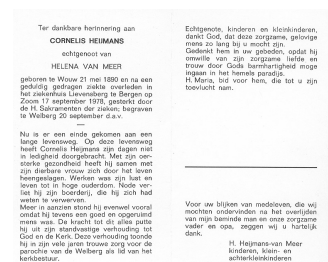 Ter dankbare herinnering aan
CORNELIS HEIJMANS
echtgenoot van
HELENA VAN MEER
geboren te Wouw 21 mei 1890 en na een
geduldig gedragen ziekte overleden in
het ziekenhuis Lievensberg te Bergen op
Zoom 17 september 1978, gesterkt door
de H. Sakramenten der zieken; begraven
te Welberg 20 september d.a.v.
Nu is er een einde gekomen aan een
lange levensweg. Op deze levensweg
heeft Cornelis Heijmans zijn dagen niet
in ledigheid doorgebracht. Met zijn oer-
sterke gezondheid heeft hij samen met
zijn dierbare vrouw zich door het leven
heengeslagen. Werken was zijn lust en
leven tot in hoge ouderdom. Node ver-
liet hij zijn boerderij, die hij zich had
weten te verwerven.
Meer in aanzien stond hij evenwel vooral
omdat hij tevens een goed en opgeruimd
mens was. De kracht tot dit alles putte
hij uit zijn standvastige verhouding tot
God en de Kerk. Deze verhouding toonde
hij in zijn vele jaren trouwe zorg voor de
parochie van de Welberg als lid van het
kerkbestuur.
Echtgenote, kinderen en kleinkinderen,
dankt God, dat deze zorgzame, gelovige
mens zo lang bij u mocht zijn.
Gedenkt hem in uw gebeden, opdat hij
omwille van zijn zorgzame liefde en
trouw door Gods barmhartigheid moge
ingaan in het hemels paradijs.
H. Maria, bid voor hem, die tot u zijn
toevlucht nam.
Voor uw blijken van medeleven, die wij
mochten ondervinden na het overlijden
van mijn beminde man en onze zorgzame
vader en opa, zeggen wij u hartelijk
dank.
H. Heijmans-van Meer
kinderen, klein- en
achterkleinkinderen